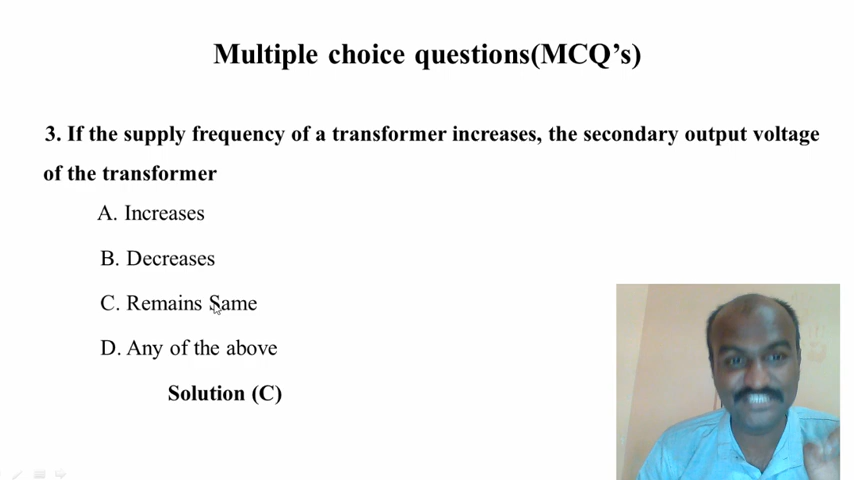 Multiple choice questions(MCQ’s)
3. If the supply frequency of a transformer increases, the secondary output voltage
of the transformer
A. Increases
B. Decreases
C. Remains Same
D. Any of the above
Solution (C)